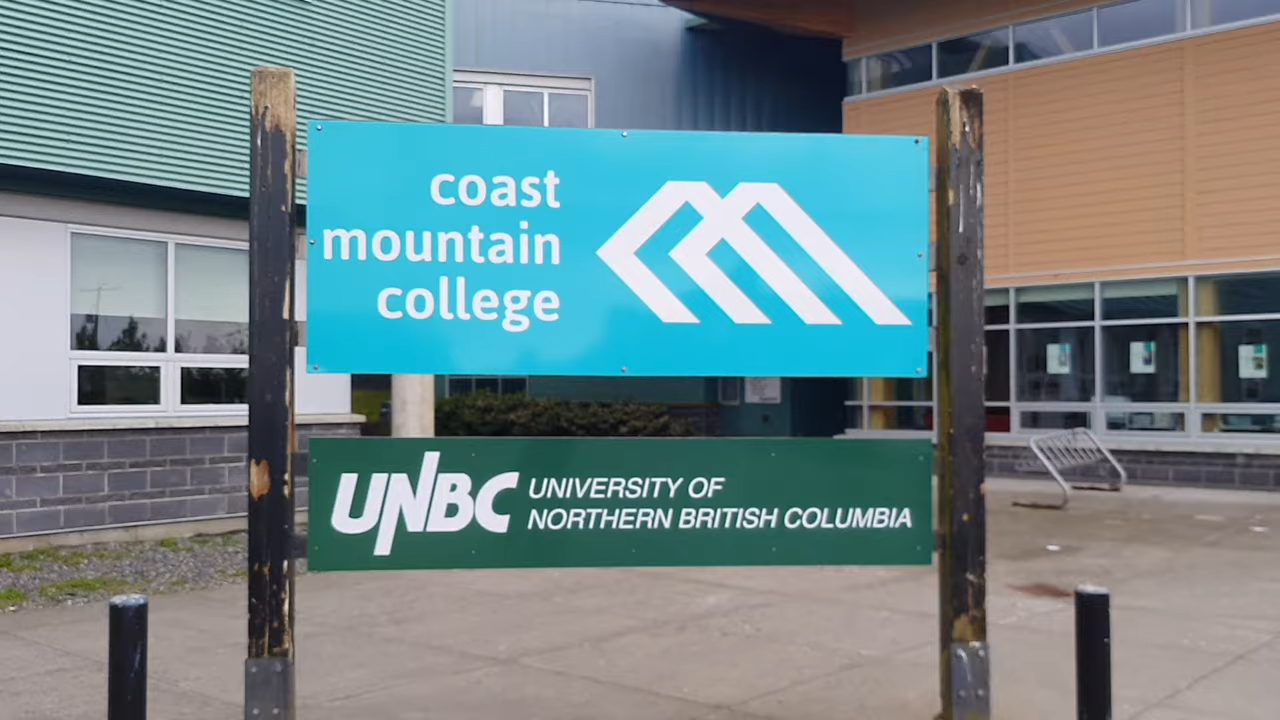 coast
mountain
college
UNBC
UNIVERSITY OF
NORTHERN BRITISH COLUMBIA